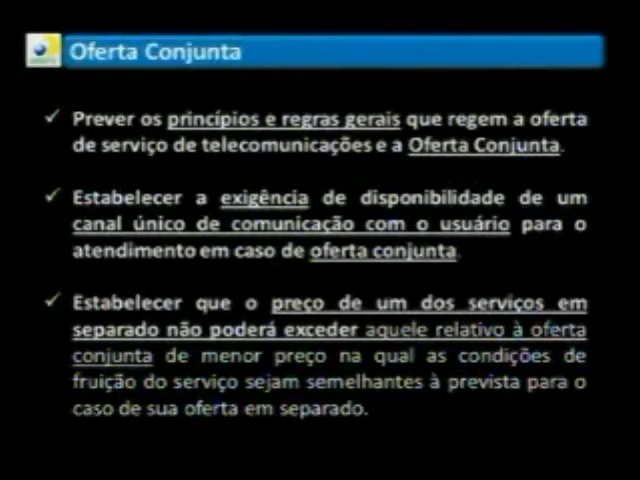 Oferta Conjunta
✓ Prever os princípios e regras gerais que regem a oferta
de serviço de telecomunicações e a Oferta Conjunta.
✓ Estabelecer a exigência de disponibilidade de um
canal único de comunicação com o usuário para o
atendimento em caso de oferta conjunta.
✓ Estabelecer que o preço de um dos serviços em
separado não poderá exceder aquele relativo à oferta
conjunta de menor preço na qual as condições de
fruição do serviço sejam semelhantes à prevista para o
caso de sua oferta em separado.